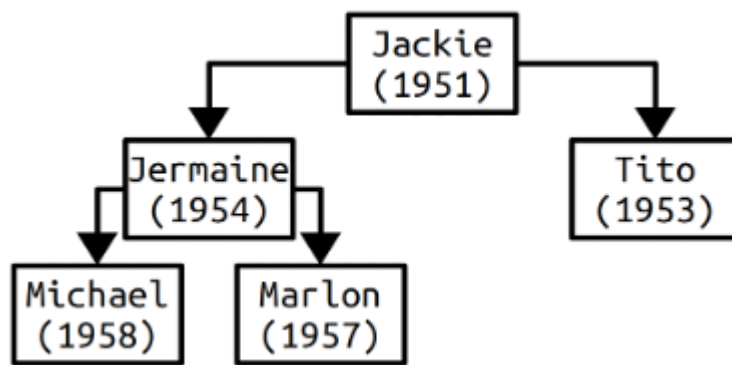 Jackie
(1951)
Jermaine
(1954)
Tito
(1953)
Michael
(1958)
Marlon
(1957)